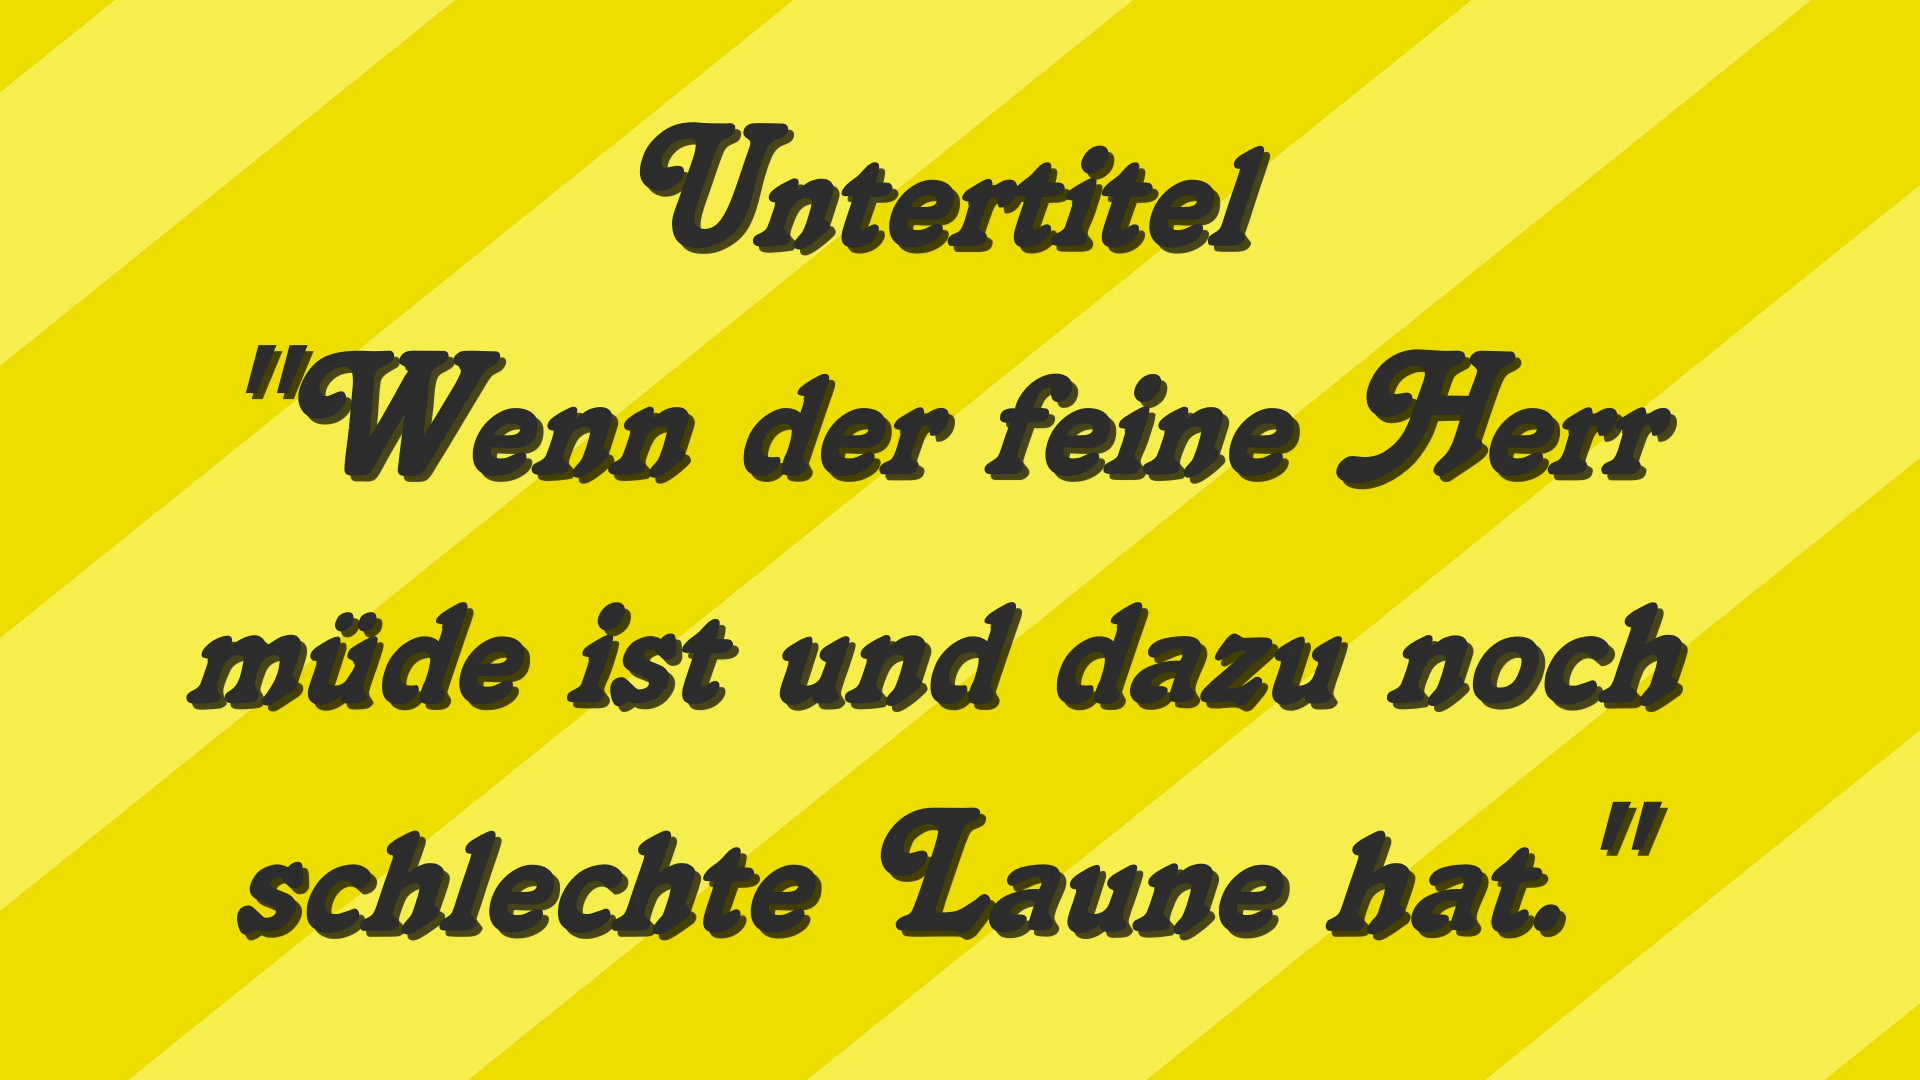 Untertitel
"Wenn der feine Herr
müde ist und dazu noch
schlechte Laune hat."